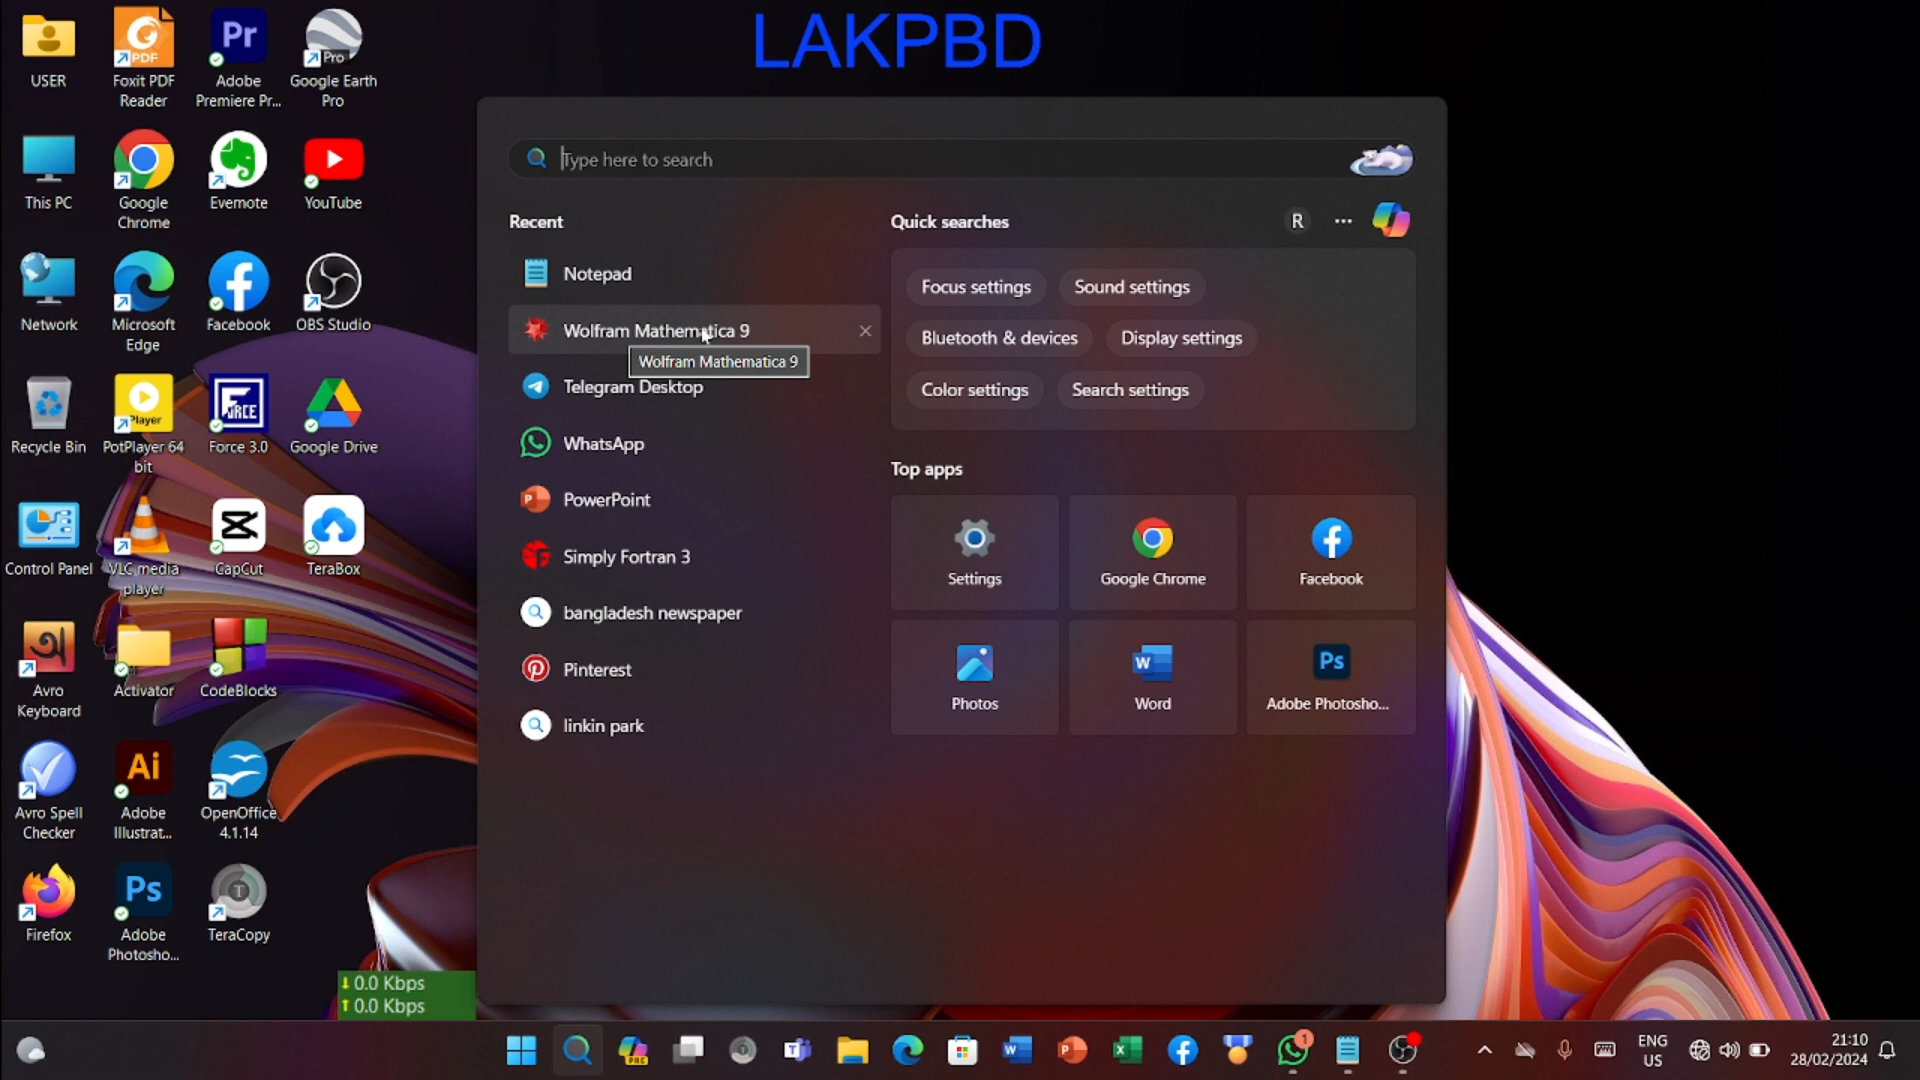 LAKPBD
USER
Foxit PDF
Reader
Adobe
Premiere Pr...
Google Earth
Pro
This PC
Google
Chrome
Evernote
YouTube
Network
Microsoft
Edge
Facebook
OBS Studio
Recycle Bin
PotPlayer 64
bit
Force 3.0
Google Drive
Control Panel
VLC media
player
CapCut
TeraBox
Avro
Keyboard
Activator
CodeBlocks
Avro Spell
Checker
Adobe
Illustrat...
OpenOffice
4.1.14
Firefox
Adobe
Photosho...
TeraCopy
Type here to search
Recent
Notepad
Wolfram Mathematica 9
Wolfram Mathematica 9
Telegram Desktop
WhatsApp
PowerPoint
Simply Fortran 3
bangladesh newspaper
Pinterest
linkin park
Quick searches
R
Focus settings
Sound settings
Bluetooth & devices
Display settings
Color settings
Search settings
Top apps
Settings
Google Chrome
Facebook
Photos
Word
Adobe Photosho...
0.0 Kbps
0.0 Kbps
ENG
US
21:10
28/02/2024